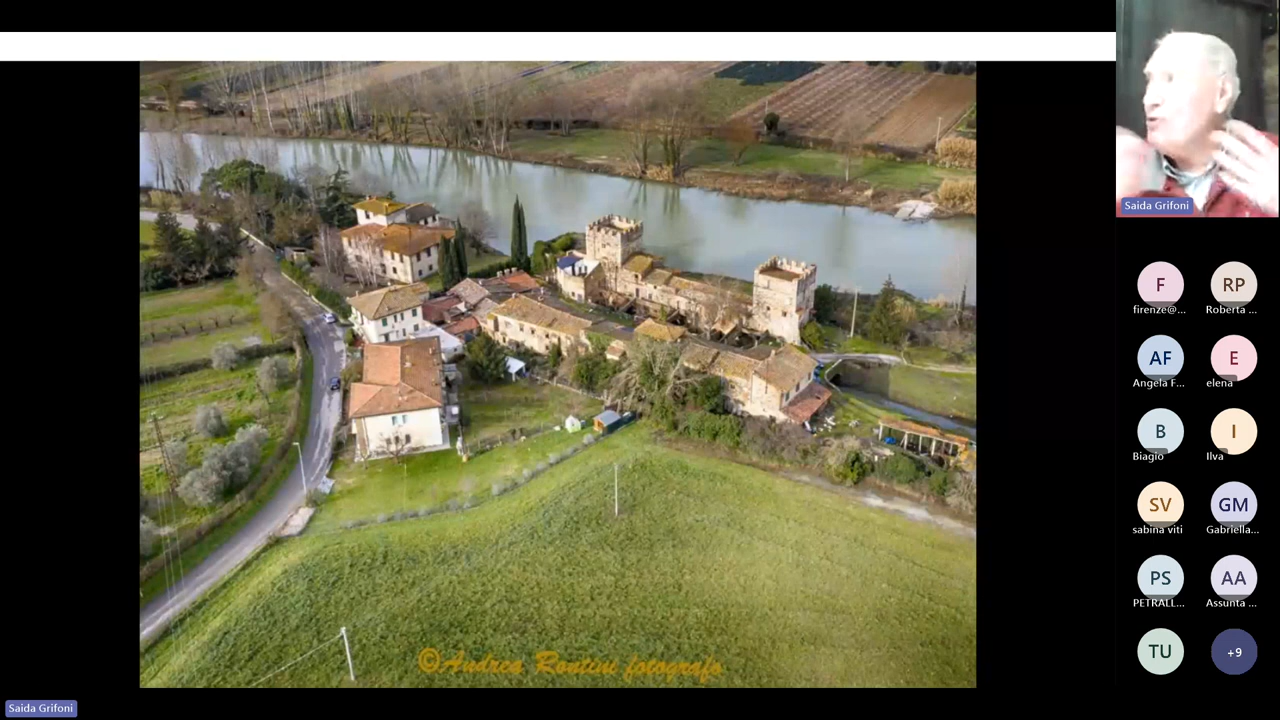 Saida Grifoni
F
RP
firenze@...
Roberta ...
AF
E
Angela F...
elena
B
I
Biagio
Ilva
SV
GM
sabina viti
Gabriella...
PS
AA
PETRALL...
Assunta ...
TU
+9
©Andrea Rontini fotografo
Saida Grifoni